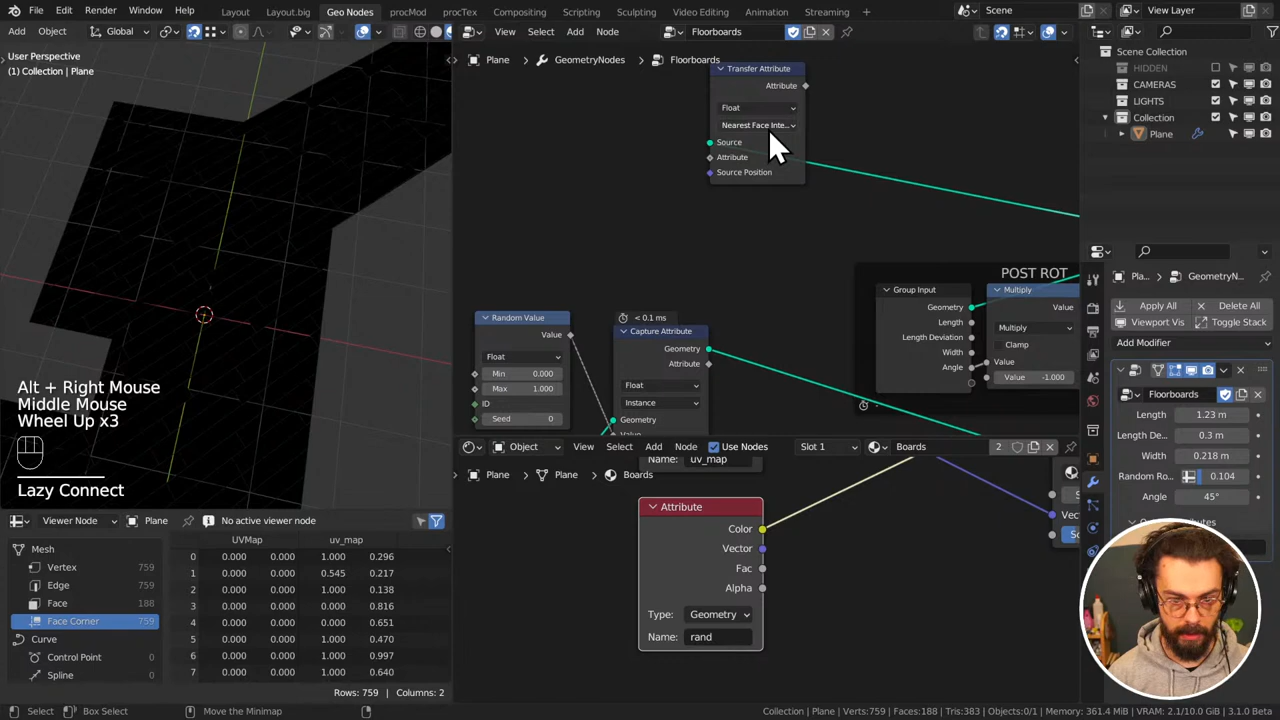 File Edit Render Window Help Layout Layout.big Geo Nodes procMod procTex Compositing Scripting Sculpting Video Editing Animation Streaming Scene View Layer
Add Object Global View Select Add Node Floorboards
User Perspective
(1) Collection | Plane
Plane GeometryNodes Floorboards
Scene Collection
HIDDEN
CAMERAS
LIGHTS
Collection
Plane
Transfer Attribute
Attribute
Float
Nearest Face Inte...
Source
Attribute
Source Position
POST ROT
Group Input
Geometry
Length
Length Deviation
Width
Angle
Multiply
Value
Multiply
Clamp
Value
Value -1.000
Random Value
Value
Float
Min 0.000
Max 1.000
ID
Seed 0
< 0.1 ms
Capture Attribute
Geometry
Attribute
Float
Instance
Geometry
Value
Pla... GeometryN...
Apply All Delete All
Viewport Vis Toggle Stack
Add Modifier
Floorboards
Length 1.23 m
Length De... 0.3 m
Width 0.218 m
Random Ro... 0.104
Angle 45°
Alt + Right Mouse
Middle Mouse
Wheel Up x3
Lazy Connect
Object View Select Add Node Use Nodes Slot 1 Boards 2
Name: uv_map
Plane Plane Boards
Attribute
Color
Vector
Fac
Alpha
Type: Geometry
Name: rand
Viewer Node Plane No active viewer node
Mesh
Vertex 759
Edge 759
Face 188
Face Corner 759
Curve
Control Point 0
Spline 0
UVMap uv_map
0 0.000 0.000 1.000 0.296
1 0.000 0.000 0.545 0.217
2 0.000 0.000 1.000 0.138
3 0.000 0.000 0.000 0.816
4 0.000 0.000 0.000 0.651
5 0.000 0.000 1.000 0.470
6 0.000 0.000 1.000 0.997
7 0.000 0.000 1.000 0.640
Rows: 759 | Columns: 2
Select Box Select Move the Minimap Collection | Plane | Verts:759 | Faces:188 | Tris:383 | Objects:0/1 | Memory: 361.4 MiB | VRAM: 2.1/10.0 GiB | 3.1.0 Beta